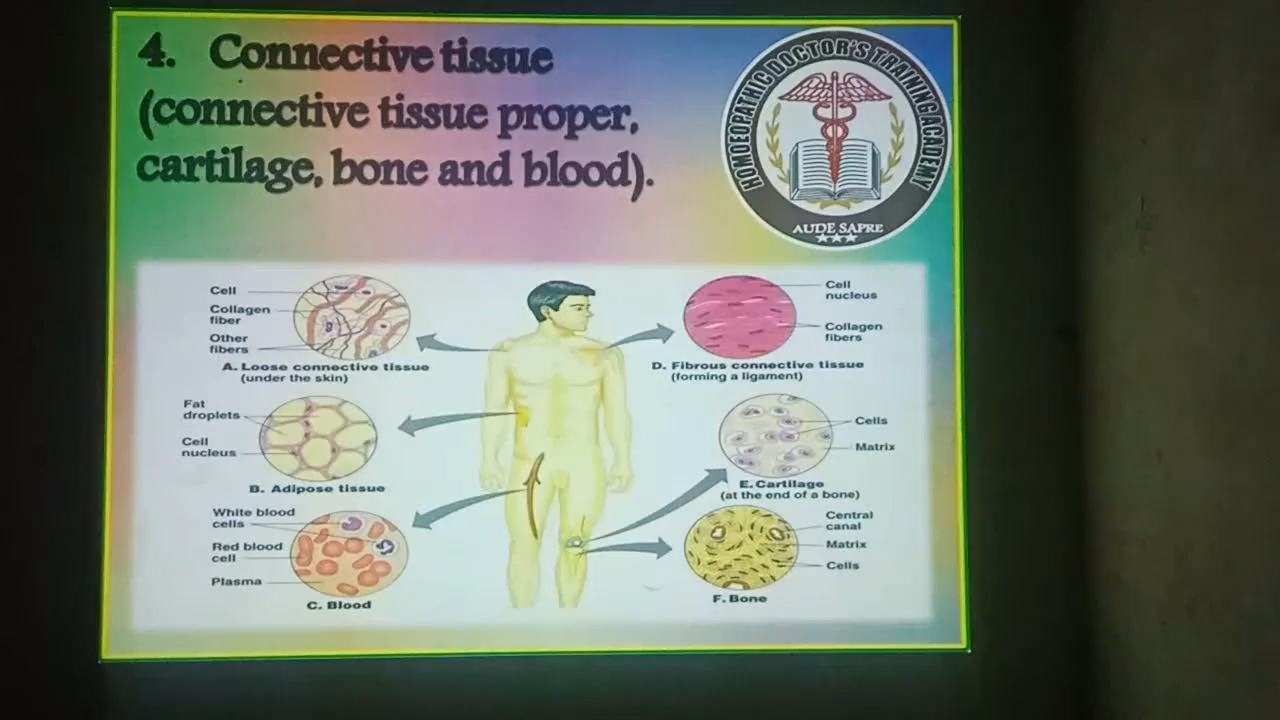 4. Connective tissue
(connective tissue proper,
cartilage, bone and blood).
HOMOEOPATHIC DOCTOR'S TRAINING ACADEMY
AUDE SAPRE
Cell
Collagen
fiber
Other
fibers
A. Loose connective tissue
(under the skin)
Fat
droplets
Cell
nucleus
B. Adipose tissue
White blood
cells
Red blood
cell
Plasma
C. Blood
Cell
nucleus
Collagen
fibers
D. Fibrous connective tissue
(forming a ligament)
Cells
Matrix
E. Cartilage
(at the end of a bone)
Central
canal
Matrix
Cells
F. Bone